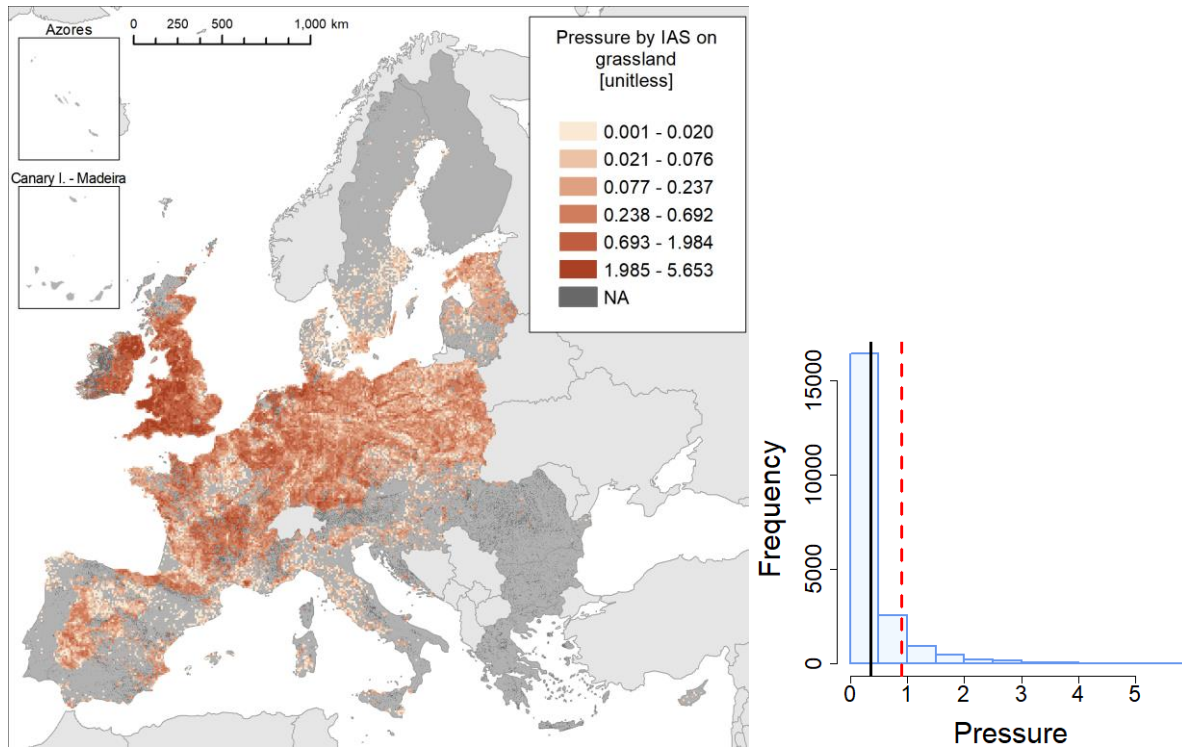 Azores
0 250 500 1,000 km
Canary I. - Madeira
Pressure by IAS on
grassland
[unitless]
0.001 - 0.020
0.021 - 0.076
0.077 - 0.237
0.238 - 0.692
0.693 - 1.984
1.985 - 5.653
NA
Frequency
15000
10000
5000
0
0 1 2 3 4 5
Pressure